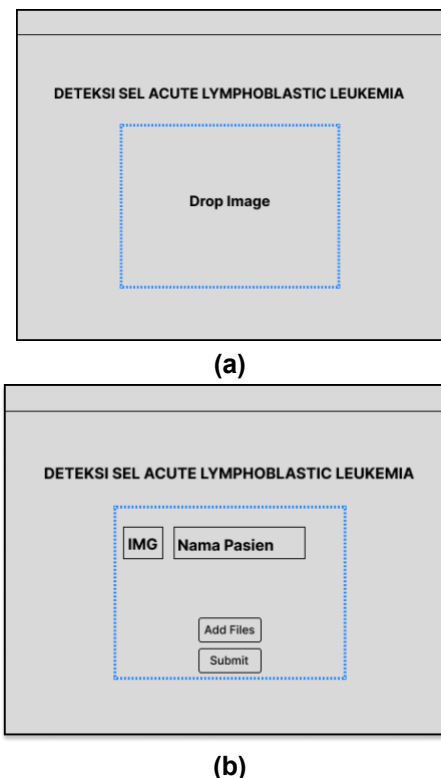 DETEKSI SEL ACUTE LYMPHOBLASTIC LEUKEMIA
Drop Image
(a)
DETEKSI SEL ACUTE LYMPHOBLASTIC LEUKEMIA
IMG Nama Pasien
Add Files
Submit
(b)